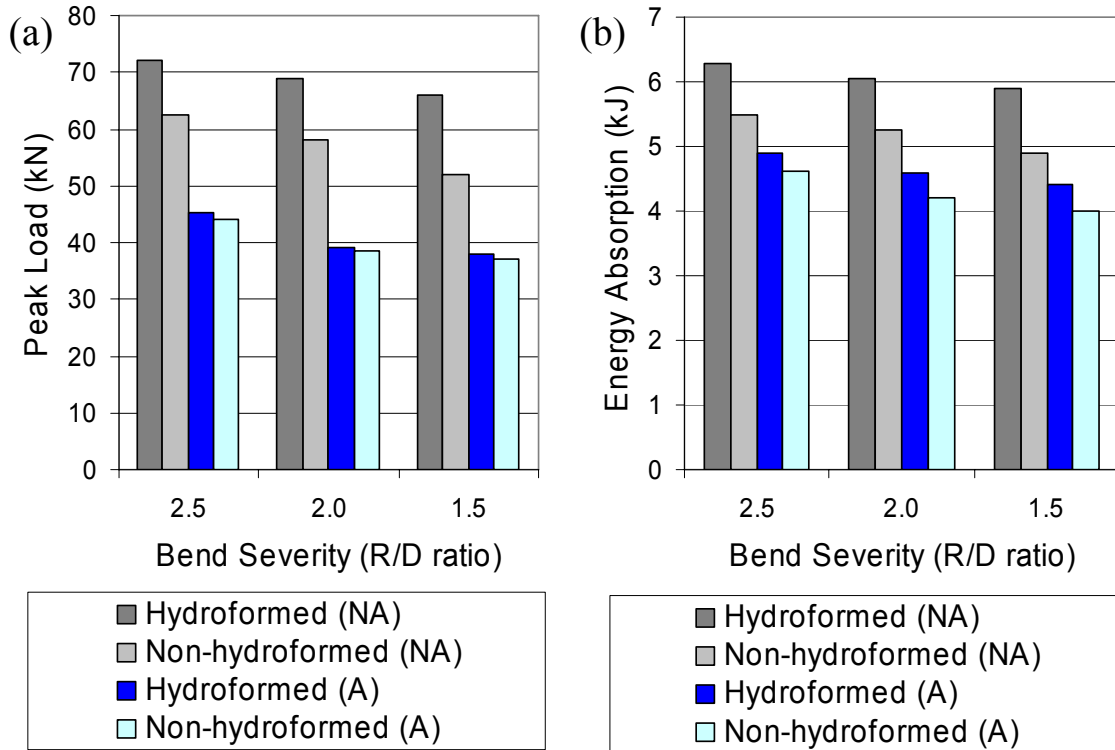 (a)
80
70
60
50
40
30
20
10
0
Peak Load (kN)
2.5 2.0 1.5
Bend Severity (R/D ratio)
Hydroformed (NA)
Non-hydroformed (NA)
Hydroformed (A)
Non-hydroformed (A)
(b)
7
6
5
4
3
2
1
0
Energy Absorption (kJ)
2.5 2.0 1.5
Bend Severity (R/D ratio)
Hydroformed (NA)
Non-hydroformed (NA)
Hydroformed (A)
Non-hydroformed (A)